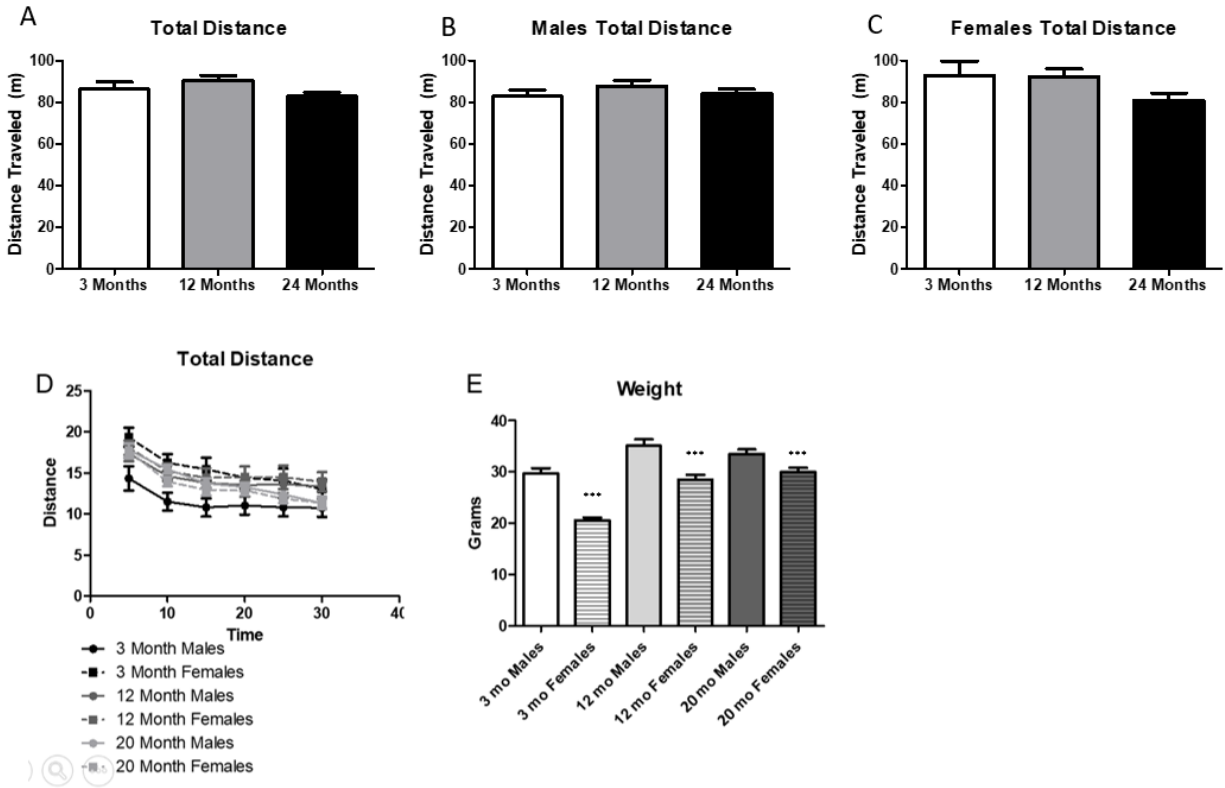 A
Total Distance
Distance Traveled (m)
100
80
60
40
20
0
3 Months
12 Months
24 Months
B
Males Total Distance
Distance Traveled (m)
100
80
60
40
20
0
3 Months
12 Months
24 Months
C
Females Total Distance
Distance Traveled (m)
100
80
60
40
20
0
3 Months
12 Months
24 Months
D
Total Distance
Distance
25
20
15
10
5
0
0
10
20
30
40
Time
3 Month Males
3 Month Females
12 Month Males
12 Month Females
20 Month Males
20 Month Females
E
Weight
Grams
40
30
20
10
0
***
***
***
3 mo Males
3 mo Females
12 mo Males
12 mo Females
20 mo Males
20 mo Females